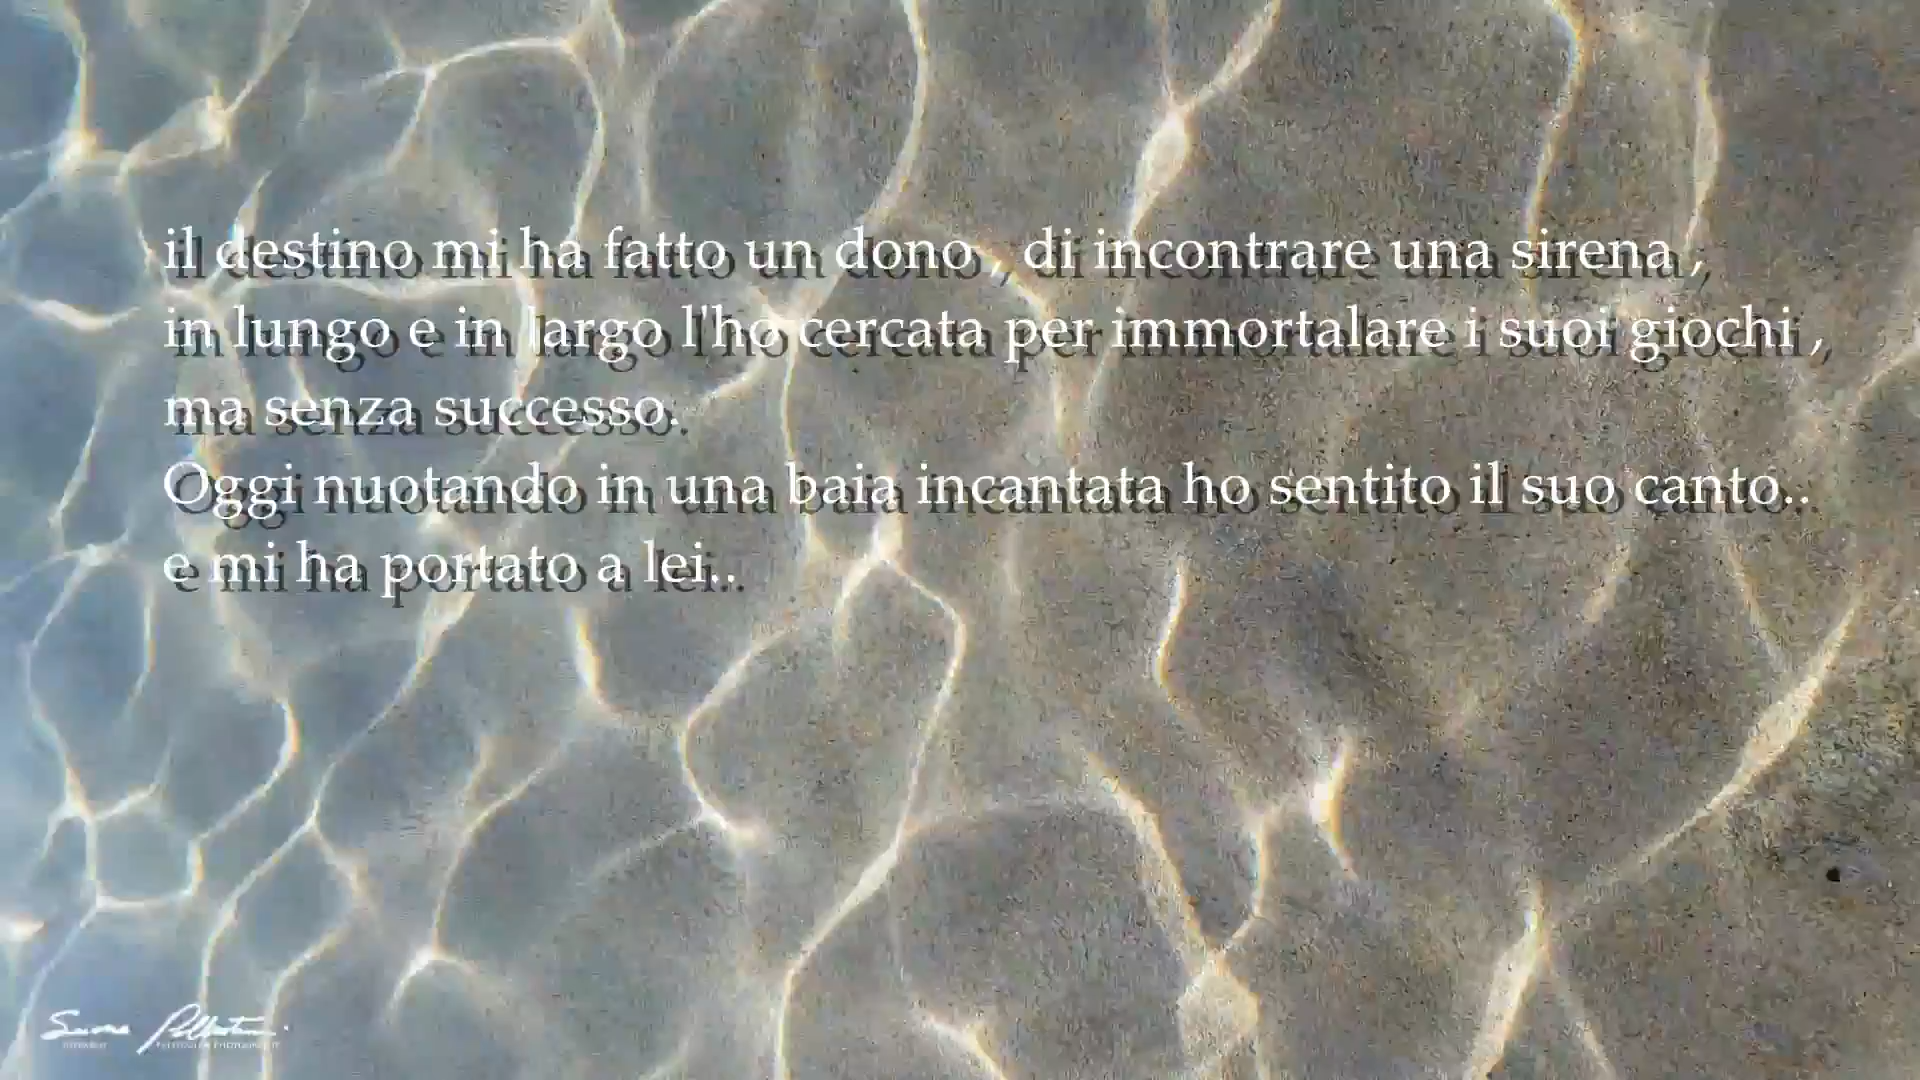 il destino mi ha fatto un dono , di incontrare una sirena ,
in lungo e in largo l'ho cercata per immortalare i suoi giochi ,
ma senza successo.
Oggi nuotando in una baia incantata ho sentito il suo canto..
e mi ha portato a lei..